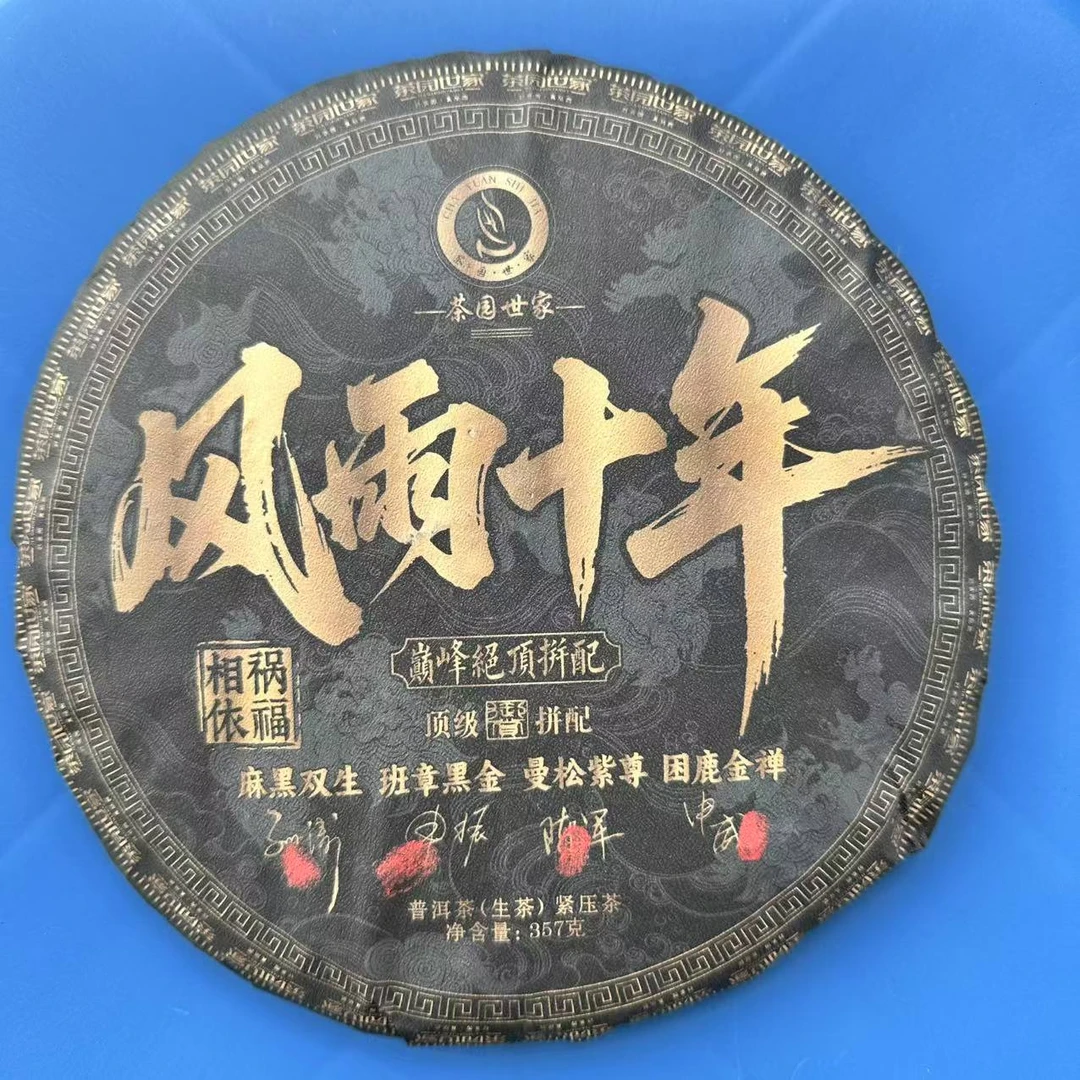 CHA YUAN SHI JIA
茶·园·世·家
茶园世家
风雨十年
巅峰絕頂拼配
祸福相依
顶级 拼配
麻黑双生 班章黑金 曼松紫尊 困鹿金禅
普洱茶（生茶）紧压茶
净含量：357克